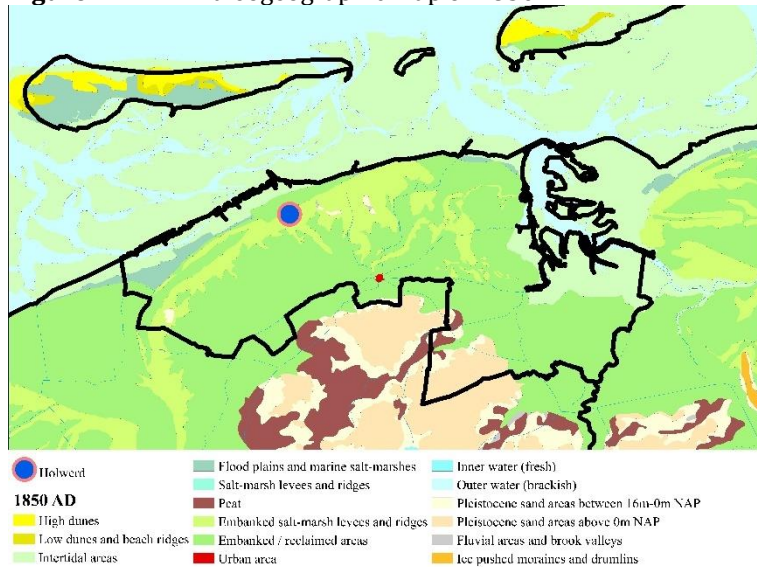 Figure
Holwerd
1850 AD
High dunes
Low dunes and beach ridges
Intertidal areas
Flood plains and marine salt-marshes
Salt-marsh levees and ridges
Peat
Embanked salt-marsh levees and ridges
Embanked / reclaimed areas
Urban area
Inner water (fresh)
Outer water (brackish)
Pleistocene sand areas between 16m-0m NAP
Pleistocene sand areas above 0m NAP
Fluvial areas and brook valleys
Ice pushed moraines and drumlins